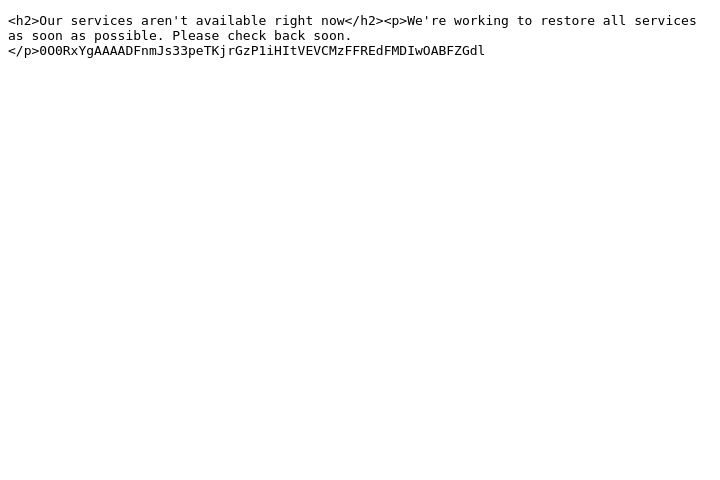 <h2>Our services aren't available right now</h2><p>We're working to restore all services
as soon as possible. Please check back soon.
</p>0O0RxYgAAAADFnmJs33peTKjrGzP1iHItVEVCMzFFREdFMDIwOABFZGdl